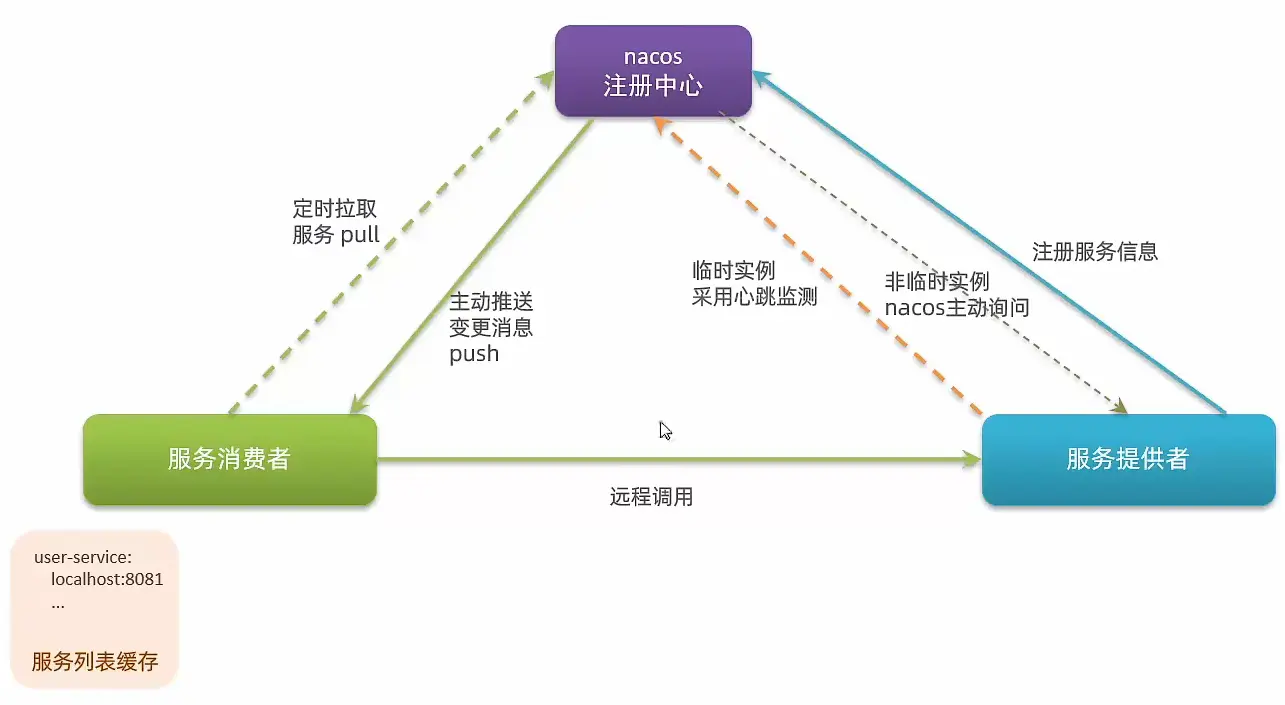 nacos
注册中心
定时拉取
服务 pull
主动推送
变更消息
push
临时实例
采用心跳监测
非临时实例
nacos主动询问
注册服务信息
服务消费者
远程调用
服务提供者
user-service:
localhost:8081
...
服务列表缓存